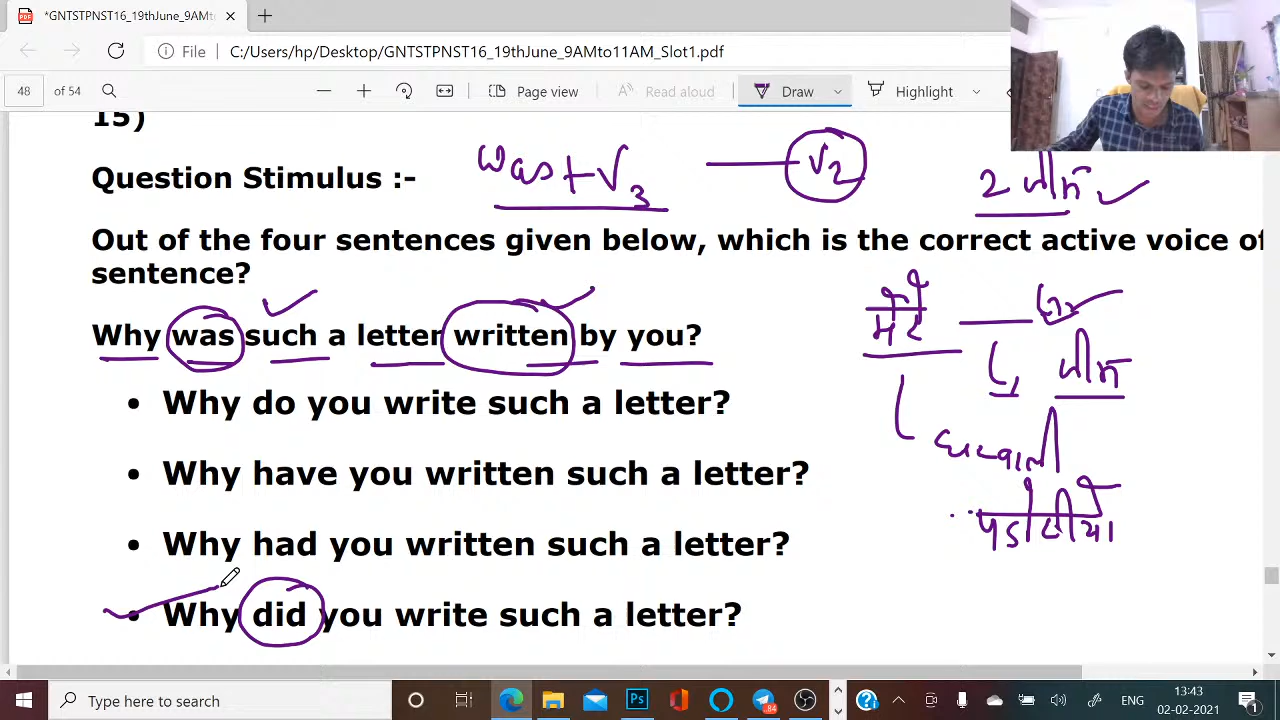 *GNTSTPNST16_19thJune_9AMt
File
C:/Users/hp/Desktop/GNTSTPNST16_19thJune_9AMto11AM_Slot1.pdf
48 of 54
Page view
Read aloud
Draw
Highlight
15)
Question Stimulus :-
was+V3
V2
2
Out of the four sentences given below, which is the correct active voice of
sentence?
Why was such a letter written by you?
• Why do you write such a letter?
• Why have you written such a letter?
• Why had you written such a letter?
• Why did you write such a letter?
Type here to search
Ps
84
ENG
13:43
02-02-2021
1